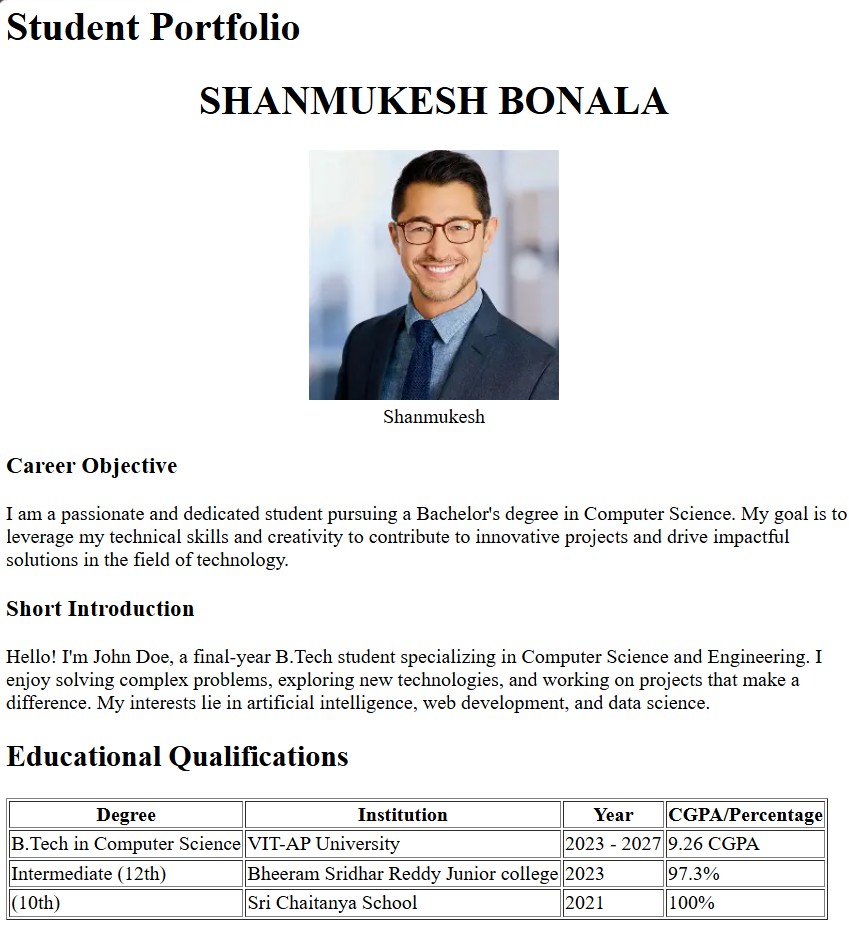 Student Portfolio
SHANMUKESH BONALA
Shanmukesh
Career Objective
I am a passionate and dedicated student pursuing a Bachelor's degree in Computer Science. My goal is to
leverage my technical skills and creativity to contribute to innovative projects and drive impactful
solutions in the field of technology.
Short Introduction
Hello! I'm John Doe, a final-year B.Tech student specializing in Computer Science and Engineering. I
enjoy solving complex problems, exploring new technologies, and working on projects that make a
difference. My interests lie in artificial intelligence, web development, and data science.
Educational Qualifications
Degree Institution Year CGPA/Percentage
B.Tech in Computer Science VIT-AP University 2023 - 2027 9.26 CGPA
Intermediate (12th) Bheeram Sridhar Reddy Junior college 2023 97.3%
(10th) Sri Chaitanya School 2021 100%